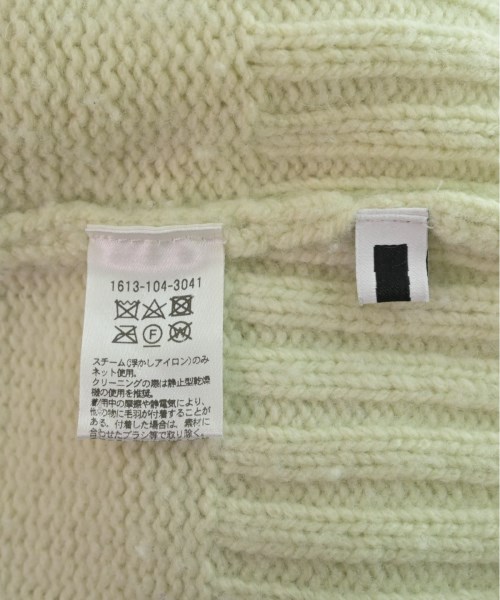 1613-104-3041
F
W
スチーム(浮かしアイロン)のみ
ネット使用。
クリーニングの際は静止型乾燥
機の使用を推奨。
着用中の摩擦や静電気により、
他の物に毛羽が付着することが
ある。付着した場合は、素材に
合わせたブラシ等で取り除く。